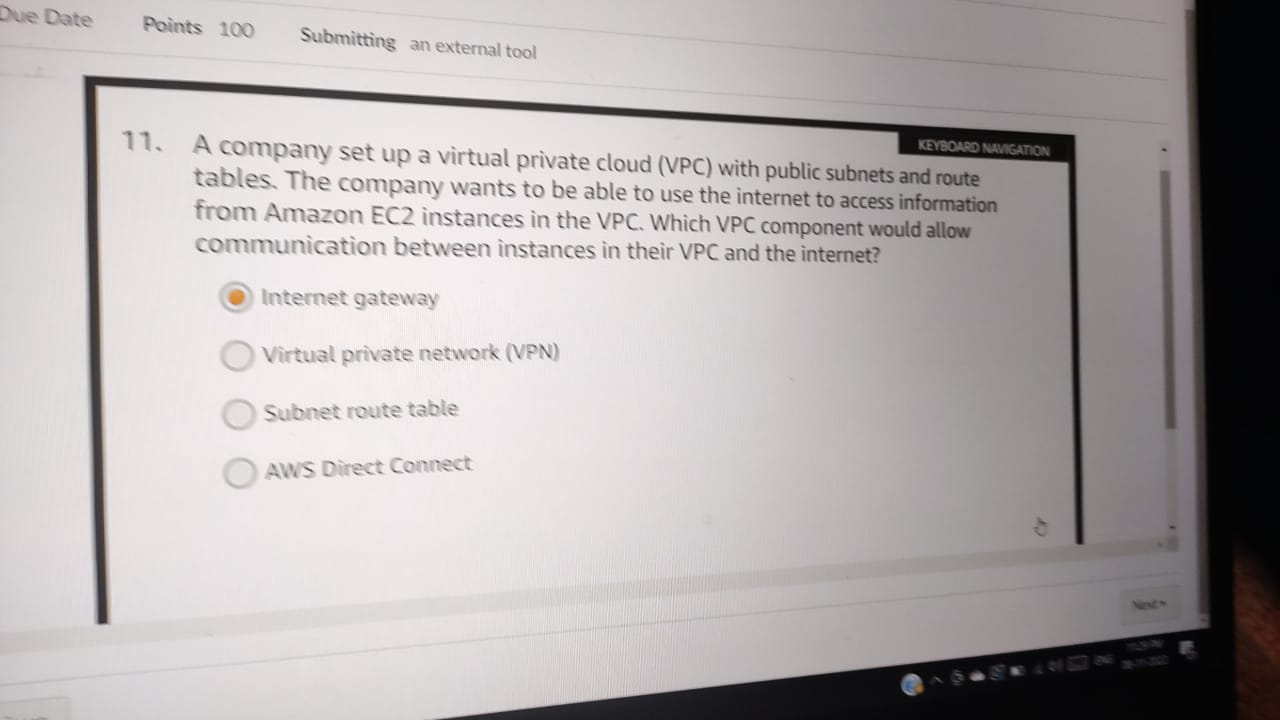 Due Date Points 100 Submitting an external tool
KEYBOARD NAVIGATION
11. A company set up a virtual private cloud (VPC) with public subnets and route
tables. The company wants to be able to use the internet to access information
from Amazon EC2 instances in the VPC. Which VPC component would allow
communication between instances in their VPC and the internet?
Internet gateway
Virtual private network (VPN)
Subnet route table
AWS Direct Connect
Next
ENG